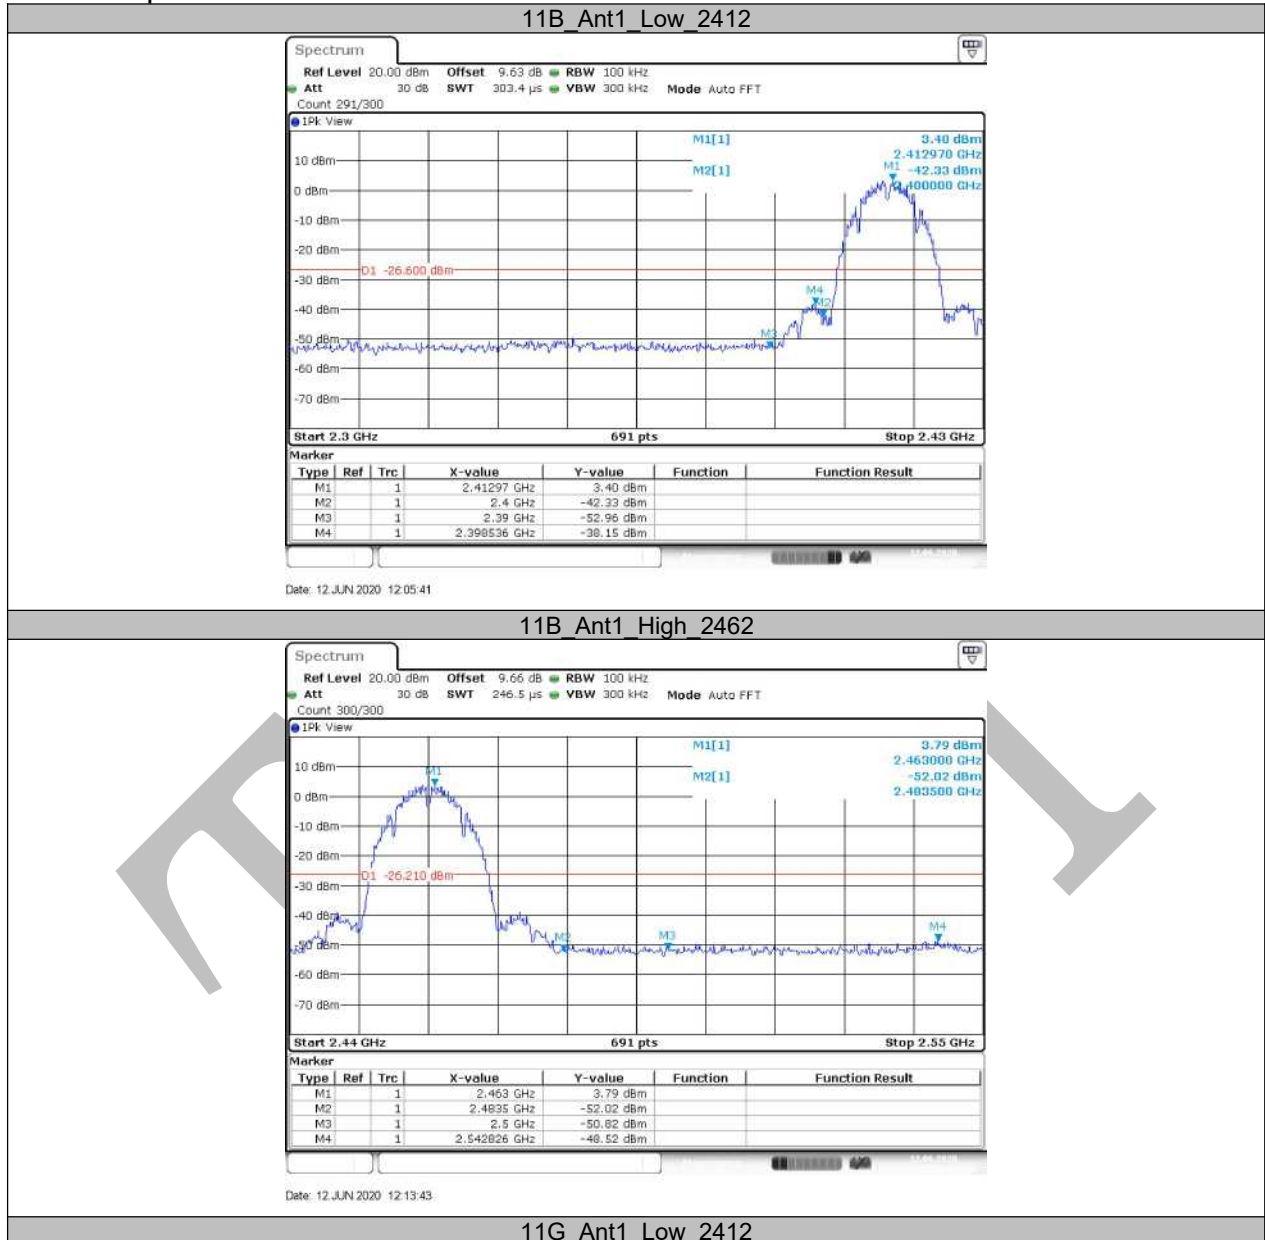 11B_Ant1_Low_2412
Spectrum
Ref Level 20.00 dBm Offset 9.63 dB RBW 100 kHz
Att 30 dB SWT 303.4 µs VBW 300 kHz Mode Auto FFT
Count 291/300
1Pk View
M1[1] 3.40 dBm
2.412970 GHz
M2[1] -42.33 dBm
2.400000 GHz
M1
10 dBm
0 dBm
-10 dBm
-20 dBm
D1 -26.600 dBm
-30 dBm
M4
M2
-40 dBm
M3
-50 dBm
-60 dBm
-70 dBm
Start 2.3 GHz 691 pts Stop 2.43 GHz
Marker
Type Ref Trc X-value Y-value Function Function Result
M1 1 2.41297 GHz 3.40 dBm
M2 1 2.4 GHz -42.33 dBm
M3 1 2.39 GHz -52.96 dBm
M4 1 2.398536 GHz -38.15 dBm
Date: 12.JUN 2020 12:05:41
11B_Ant1_High_2462
Spectrum
Ref Level 20.00 dBm Offset 9.66 dB RBW 100 kHz
Att 30 dB SWT 246.5 µs VBW 300 kHz Mode Auto FFT
Count 300/300
1Pk View
M1[1] 3.79 dBm
2.463000 GHz
M2[1] -52.02 dBm
2.483500 GHz
10 dBm
M1
0 dBm
-10 dBm
-20 dBm
D1 -26.210 dBm
-30 dBm
-40 dBm
M2 M3 M4
-50 dBm
-60 dBm
-70 dBm
Start 2.44 GHz 691 pts Stop 2.55 GHz
Marker
Type Ref Trc X-value Y-value Function Function Result
M1 1 2.463 GHz 3.79 dBm
M2 1 2.4835 GHz -52.02 dBm
M3 1 2.5 GHz -50.82 dBm
M4 1 2.542826 GHz -48.52 dBm
Date: 12.JUN 2020 12:13:43
11G_Ant1_Low_2412